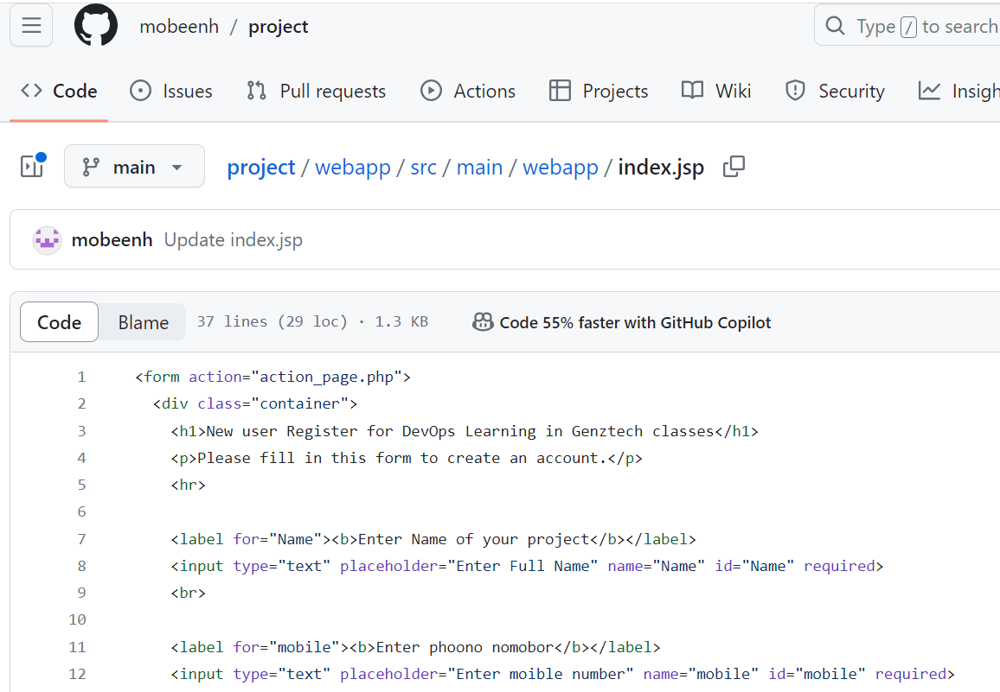 mobeenh / project
Type / to search
Code Issues Pull requests Actions Projects Wiki Security Insigh
main project / webapp / src / main / webapp / index.jsp
mobeenh Update index.jsp
Code Blame 37 lines (29 loc) · 1.3 KB Code 55% faster with GitHub Copilot
1 <form action="action_page.php">
2 <div class="container">
3 <h1>New user Register for DevOps Learning in Genztech classes</h1>
4 <p>Please fill in this form to create an account.</p>
5 <hr>
6
7 <label for="Name"><b>Enter Name of your project</b></label>
8 <input type="text" placeholder="Enter Full Name" name="Name" id="Name" required>
9 <br>
10
11 <label for="mobile"><b>Enter phoono nomobor</b></label>
12 <input type="text" placeholder="Enter moible number" name="mobile" id="mobile" required>